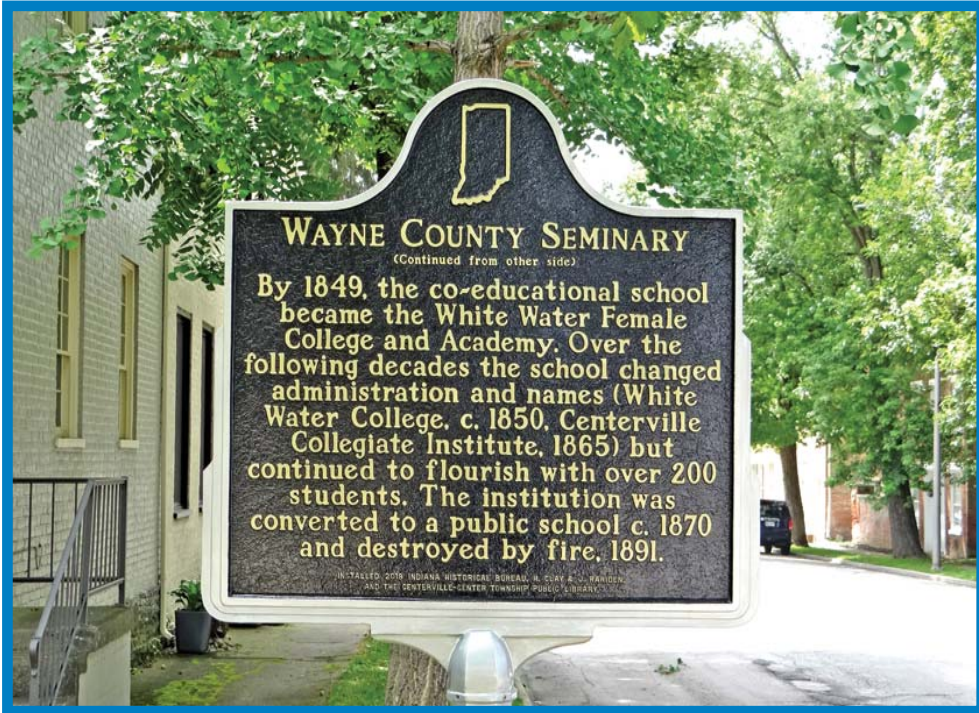 WAYNE COUNTY SEMINARY
(Continued from other side)
By 1849, the co-educational school
became the White Water Female
College and Academy. Over the
following decades the school changed
administration and names (White
Water College, c. 1850, Centerville
Collegiate Institute, 1865) but
continued to flourish with over 200
students. The institution was
converted to a public school c. 1870
and destroyed by fire, 1891.
INSTALLED 2018 INDIANA HISTORICAL BUREAU, H. CLAY & J. RARIDEN,
AND THE CENTERVILLE-CENTER TOWNSHIP PUBLIC LIBRARY